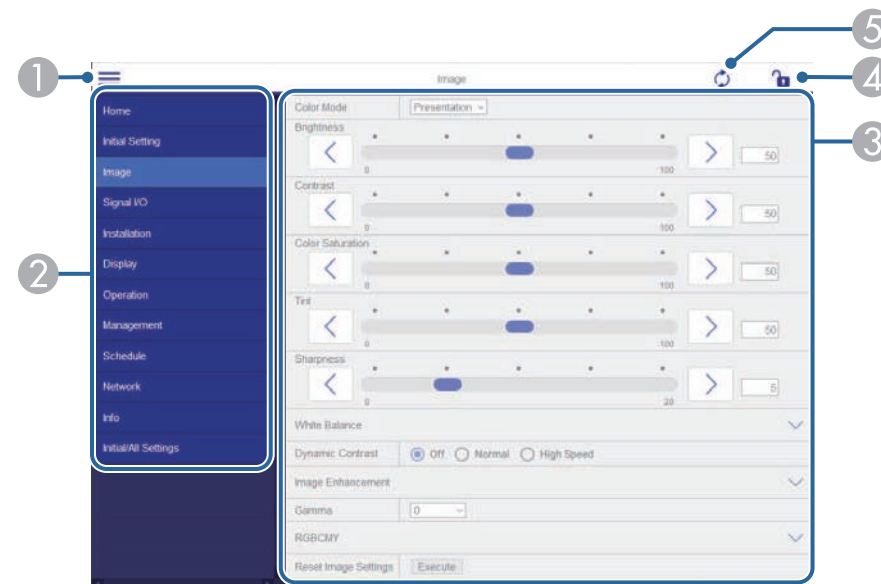 5
1
Image
4
Home
Color Mode
Presentation
Brightness
3
Initial Setting
50
0
100
Image
Contrast
Signal I/O
50
0
100
Installation
Color Saturation
2
Display
50
0
100
Operation
Tint
Management
50
0
100
Schedule
Sharpness
Network
5
0
20
Info
White Balance
Initial/All Settings
Dynamic Contrast
Off
Normal
High Speed
Image Enhancement
Gamma
0
RGBCMY
Reset Image Settings
Execute